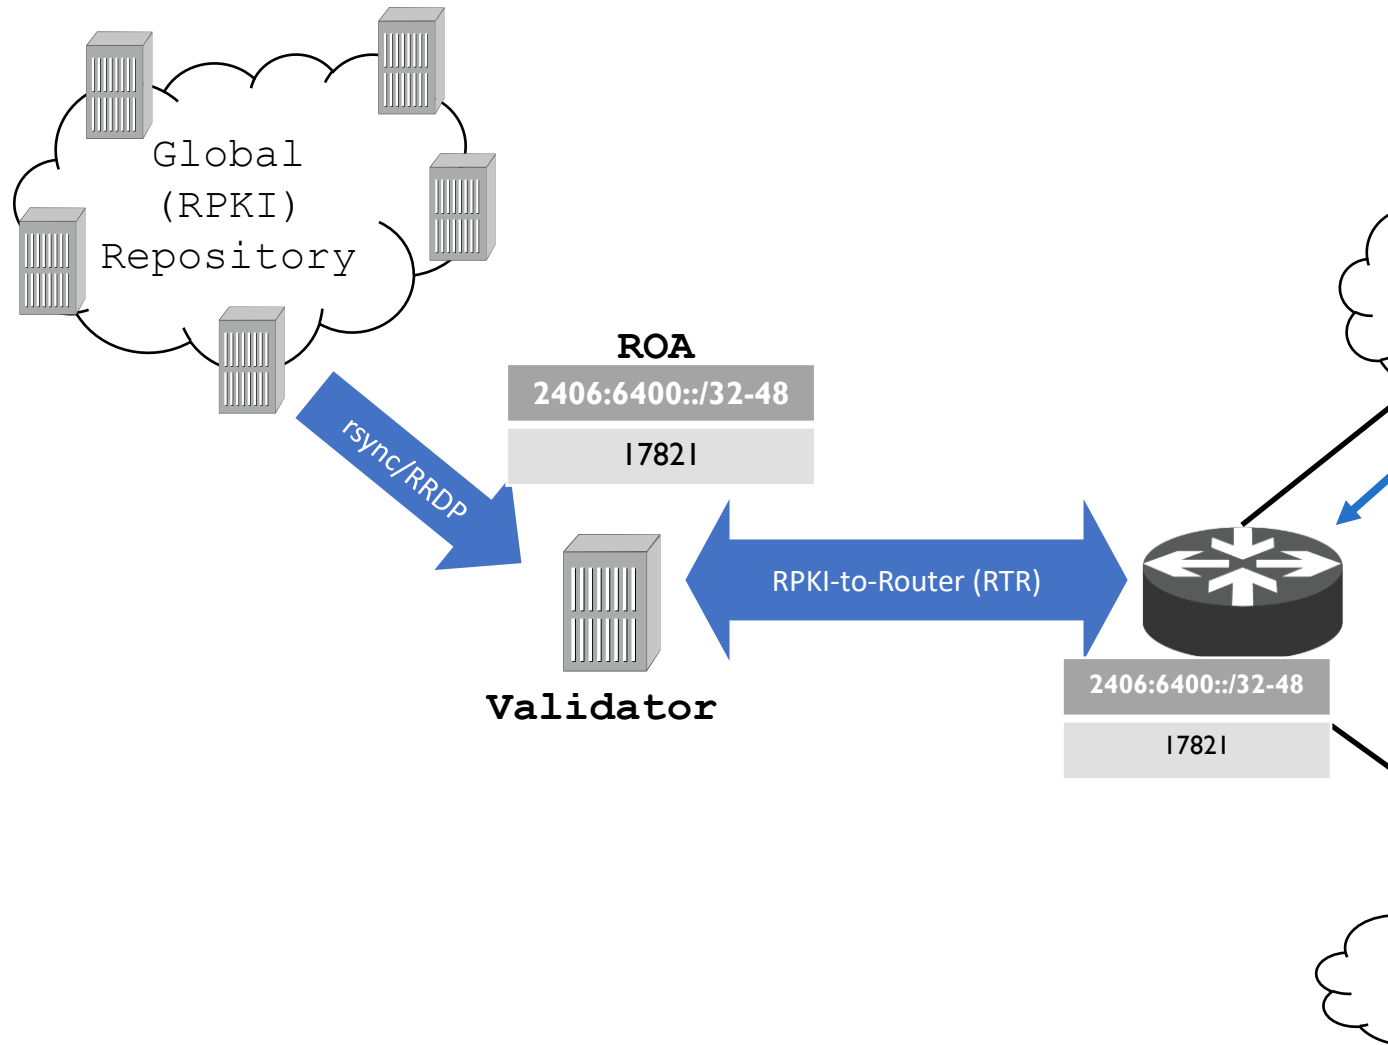 Global
(RPKI)
Repository
ROA
2406:6400::/32-48
17821
rsync/RRDP
RPKI-to-Router (RTR)
Validator
2406:6400::/32-48
17821